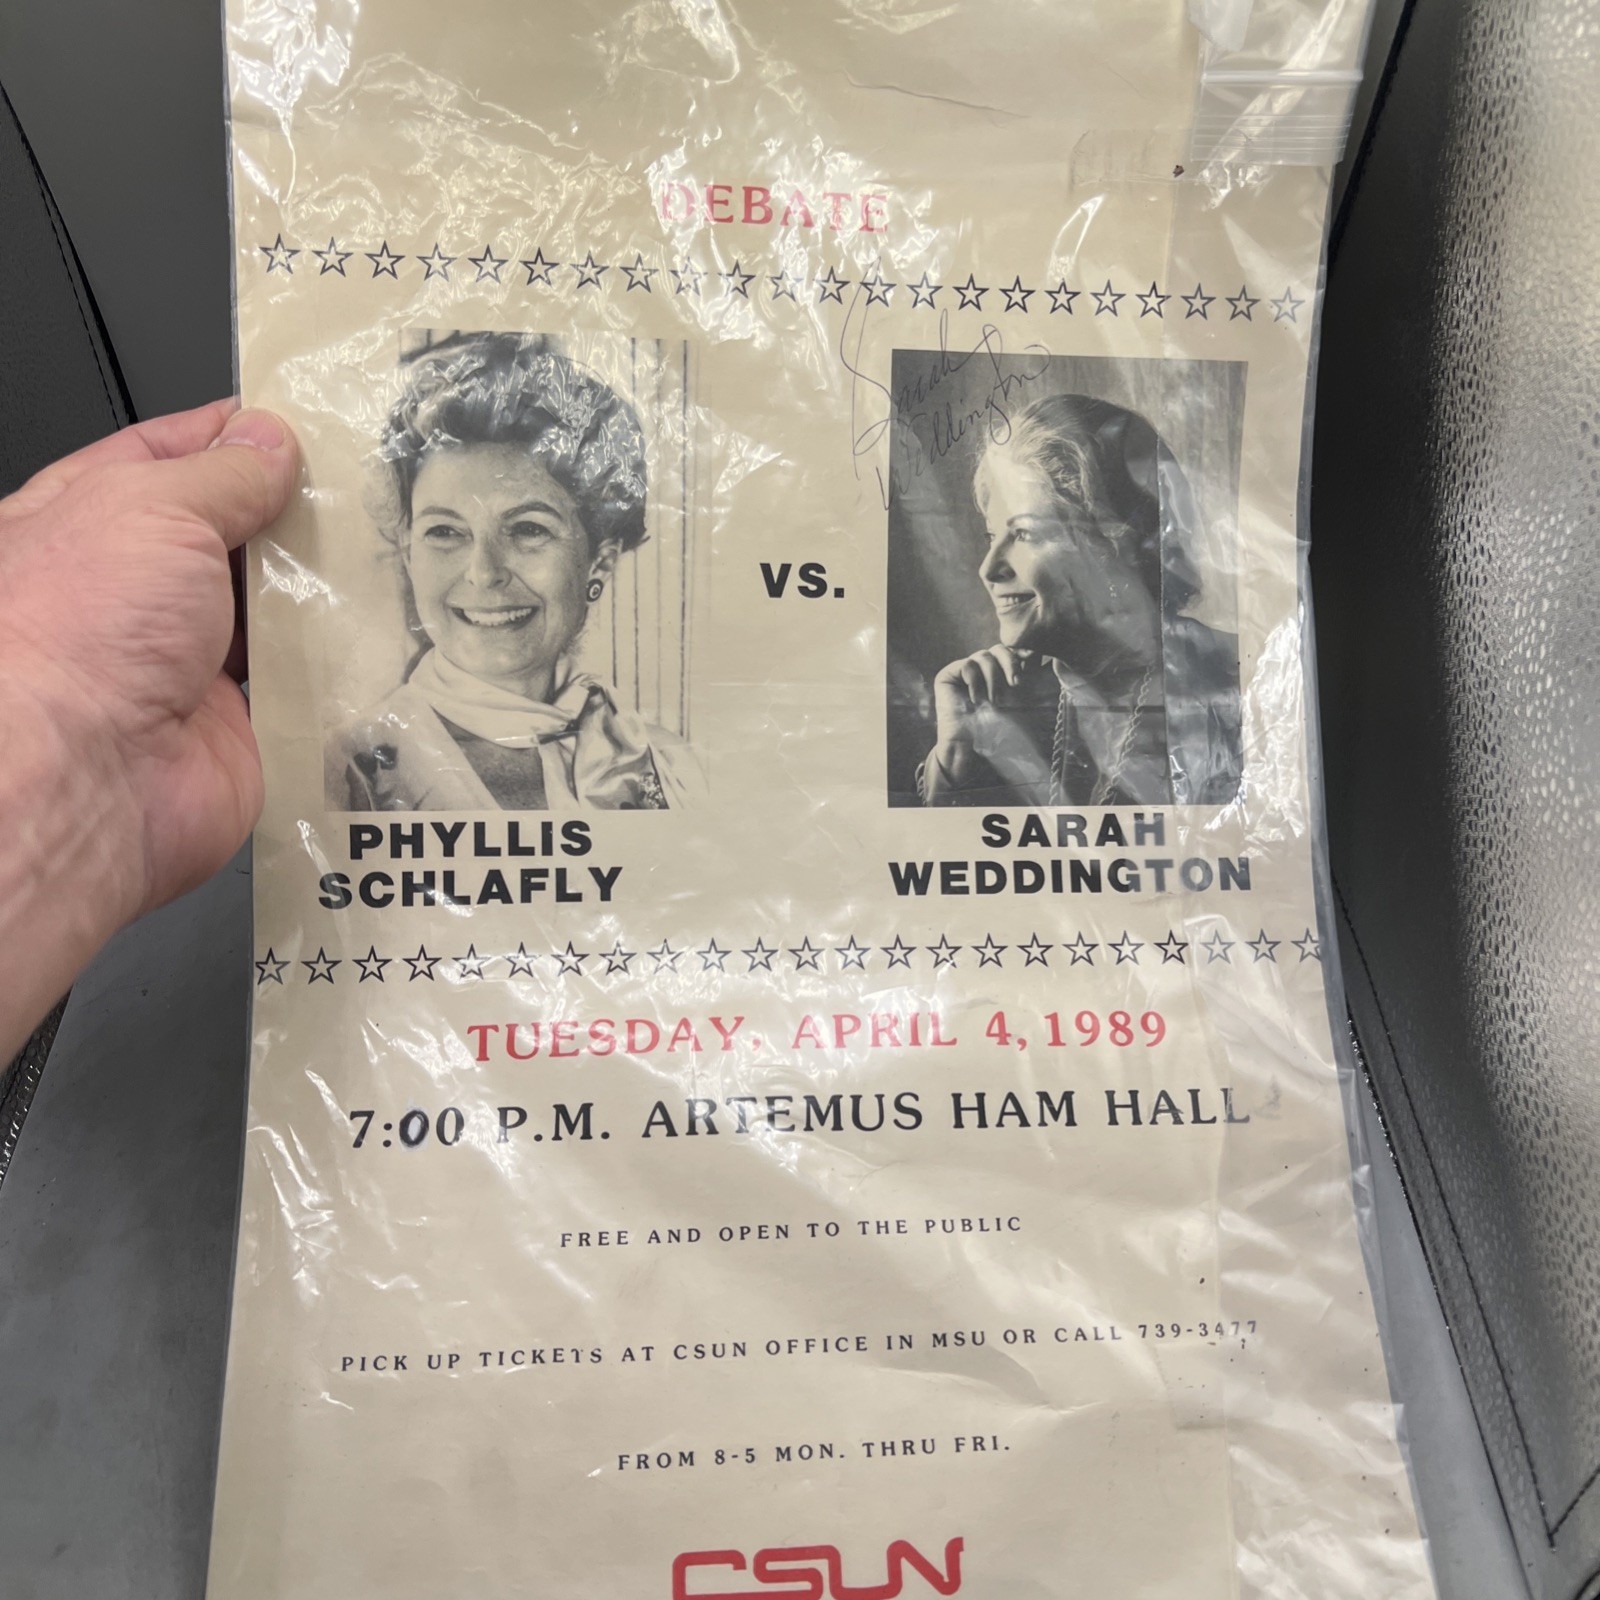 DEBATE
Sarah
Weddington
VS.
PHYLLIS
SCHLAFLY
SARAH
WEDDINGTON
TUESDAY, APRIL 4, 1989
7:00 P.M. ARTEMUS HAM HALL
FREE AND OPEN TO THE PUBLIC
PICK UP TICKETS AT CSUN OFFICE IN MSU OR CALL 739-3477
FROM 8-5 MON. THRU FRI.
CSUN